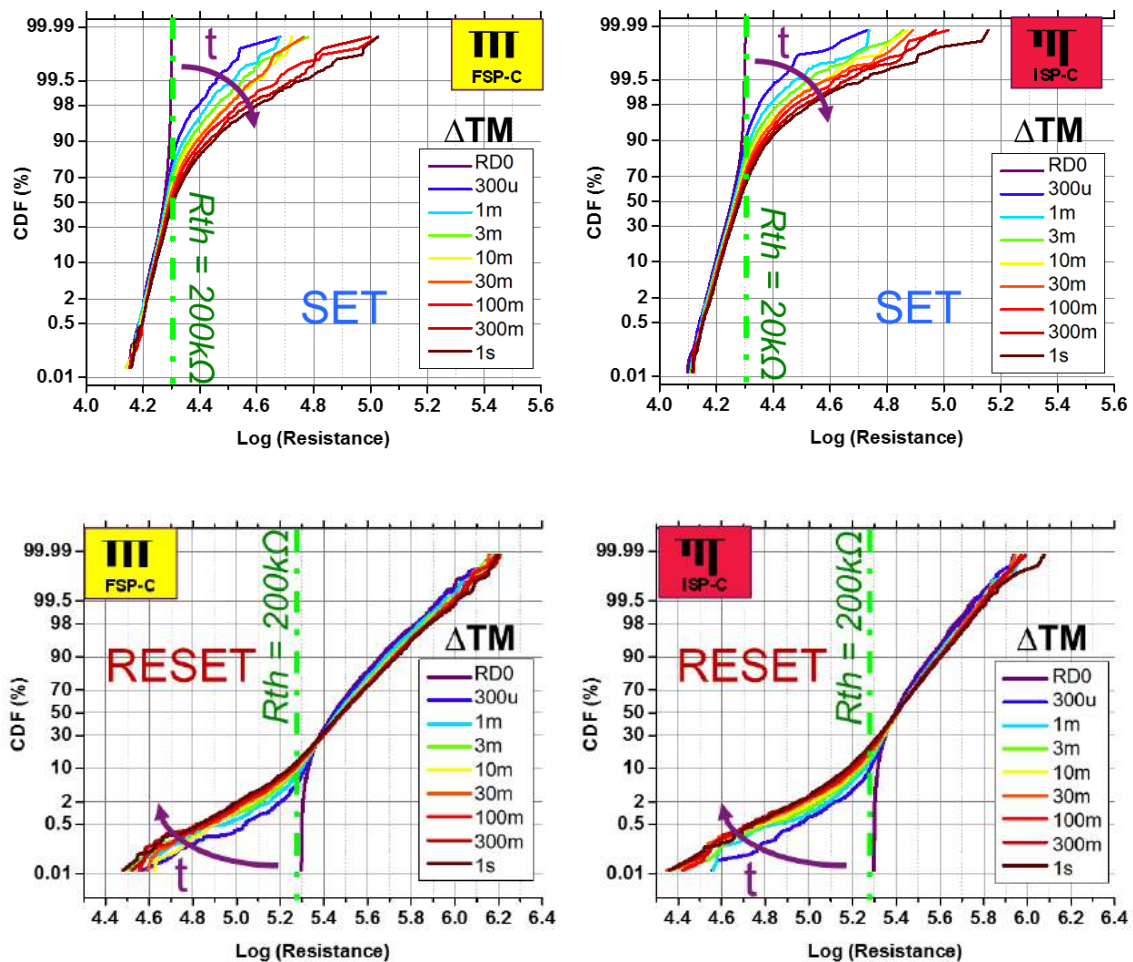 99.99
99.5
98
90
70
50
30
10
2
0.5
0.01
CDF (%)
4.0 4.2 4.4 4.6 4.8 5.0 5.2 5.4 5.6
Log (Resistance)
t
FSP-C
ΔTM
RD0
300u
1m
3m
10m
30m
100m
300m
1s
Rth = 200kΩ
SET
99.99
99.5
98
90
70
50
30
10
2
0.5
0.01
CDF (%)
4.0 4.2 4.4 4.6 4.8 5.0 5.2 5.4 5.6
Log (Resistance)
t
ISP-C
ΔTM
RD0
300u
1m
3m
10m
30m
100m
300m
1s
Rth = 20kΩ
SET
99.99
99.5
98
90
70
50
30
10
2
0.5
0.01
CDF (%)
4.4 4.6 4.8 5.0 5.2 5.4 5.6 5.8 6.0 6.2 6.4
Log (Resistance)
FSP-C
RESET
Rth = 200kΩ
t
ΔTM
RD0
300u
1m
3m
10m
30m
100m
300m
1s
99.99
99.5
98
90
70
50
30
10
2
0.5
0.01
CDF (%)
4.4 4.6 4.8 5.0 5.2 5.4 5.6 5.8 6.0 6.2 6.4
Log (Resistance)
ISP-C
RESET
Rth = 200kΩ
t
ΔTM
RD0
300u
1m
3m
10m
30m
100m
300m
1s